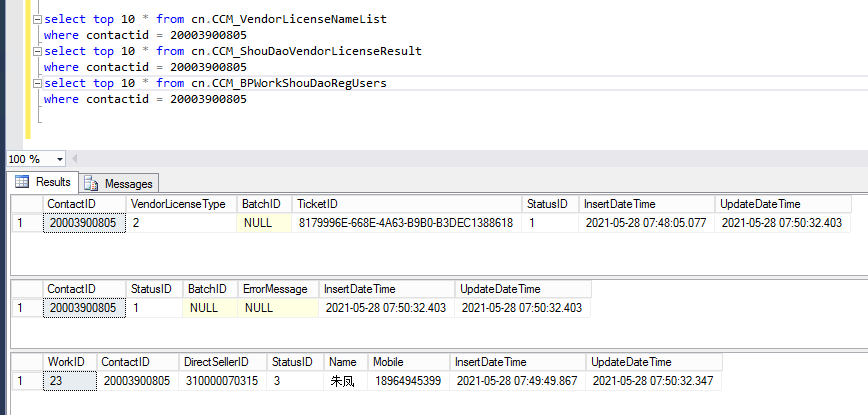 select top 10 * from cn.CCM_VendorLicenseNameList
where contactid = 20003900805
select top 10 * from cn.CCM_ShouDaoVendorLicenseResult
where contactid = 20003900805
select top 10 * from cn.CCM_BPWorkShouDaoRegUsers
where contactid = 20003900805
100 %
Results Messages
ContactID VendorLicenseType BatchID TicketID StatusID InsertDateTime UpdateDateTime
1 20003900805 2 NULL 8179996E-668E-4A63-B9B0-B3DEC1388618 1 2021-05-28 07:48:05.077 2021-05-28 07:50:32.403
ContactID StatusID BatchID ErrorMessage InsertDateTime UpdateDateTime
1 20003900805 1 NULL NULL 2021-05-28 07:50:32.403 2021-05-28 07:50:32.403
WorkID ContactID DirectSellerID StatusID Name Mobile InsertDateTime UpdateDateTime
1 23 20003900805 310000070315 3 朱凤 18964945399 2021-05-28 07:49:49.867 2021-05-28 07:50:32.347